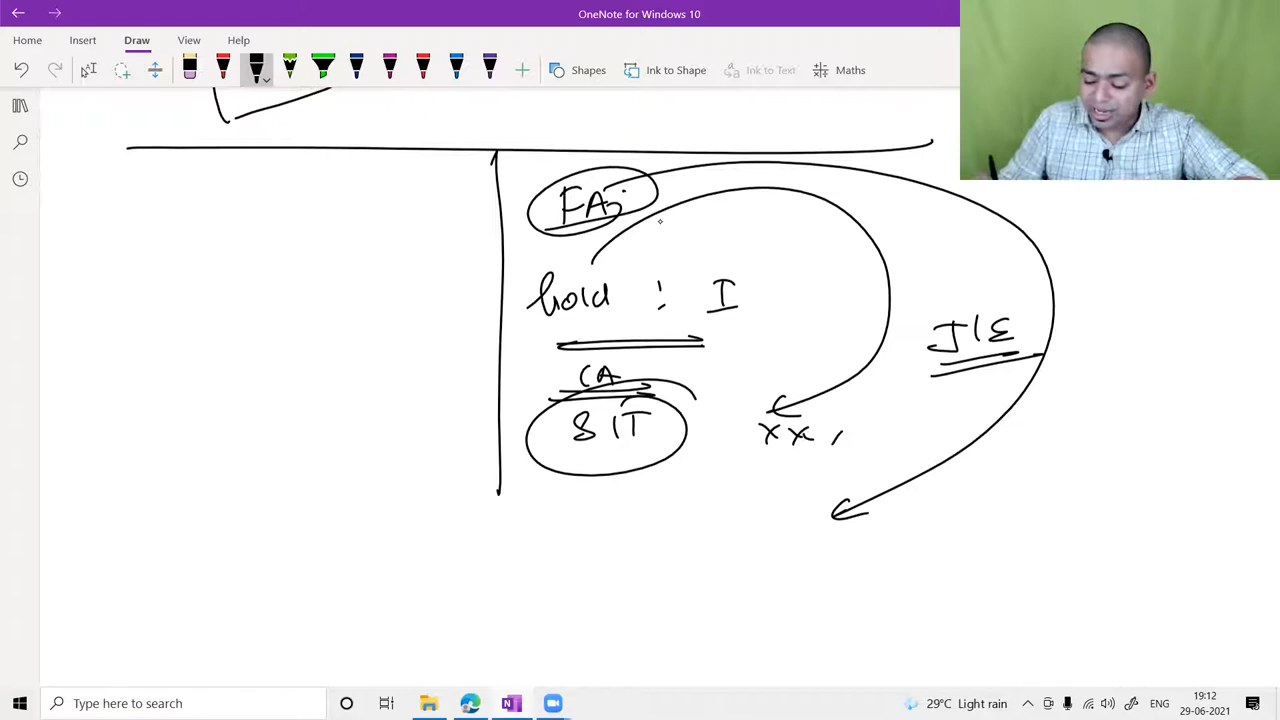 OneNote for Windows 10
Home Insert Draw View Help
Shapes Ink to Shape Ink to Text Maths
hold : I
CA
SIT
xx,
Type here to search
29°C Light rain
ENG
19:12
29-06-2021